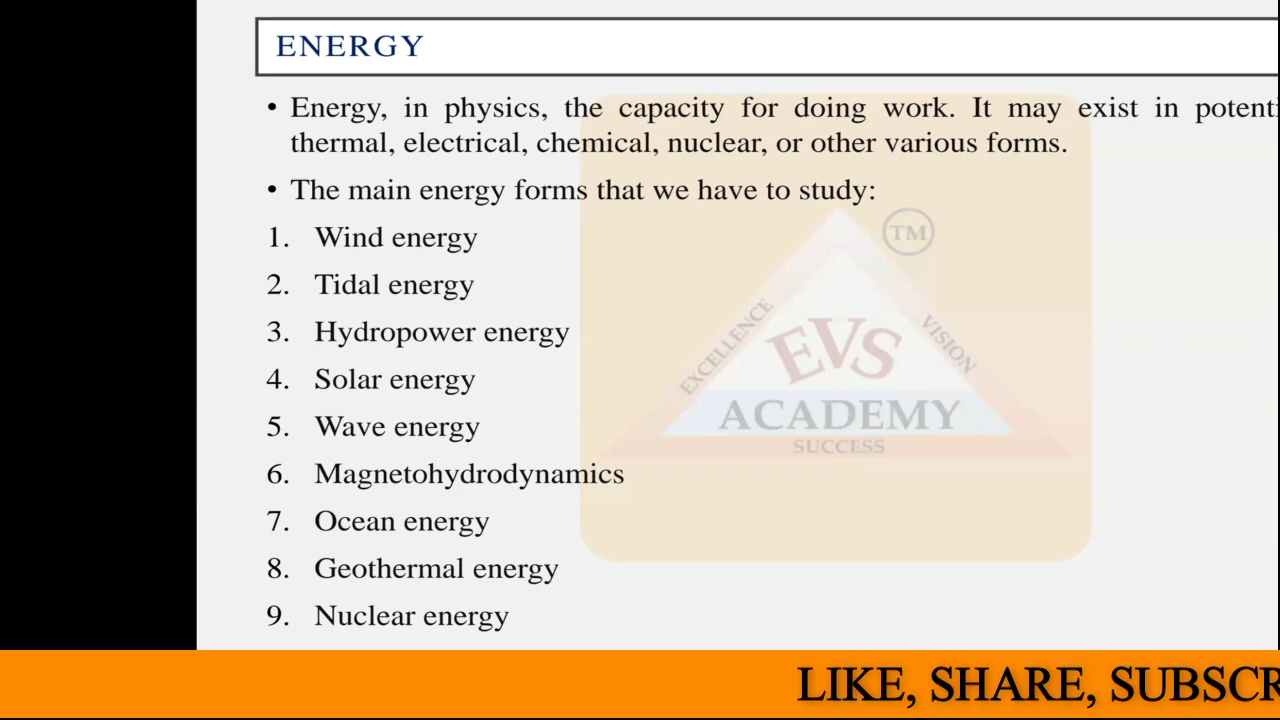 ENERGY
• Energy, in physics, the capacity for doing work. It may exist in potenti
thermal, electrical, chemical, nuclear, or other various forms.
• The main energy forms that we have to study:
1. Wind energy
2. Tidal energy
3. Hydropower energy
4. Solar energy
5. Wave energy
6. Magnetohydrodynamics
7. Ocean energy
8. Geothermal energy
9. Nuclear energy
TM
EXCELLENCE
VISION
EVS
ACADEMY
SUCCESS
LIKE, SHARE, SUBSCR